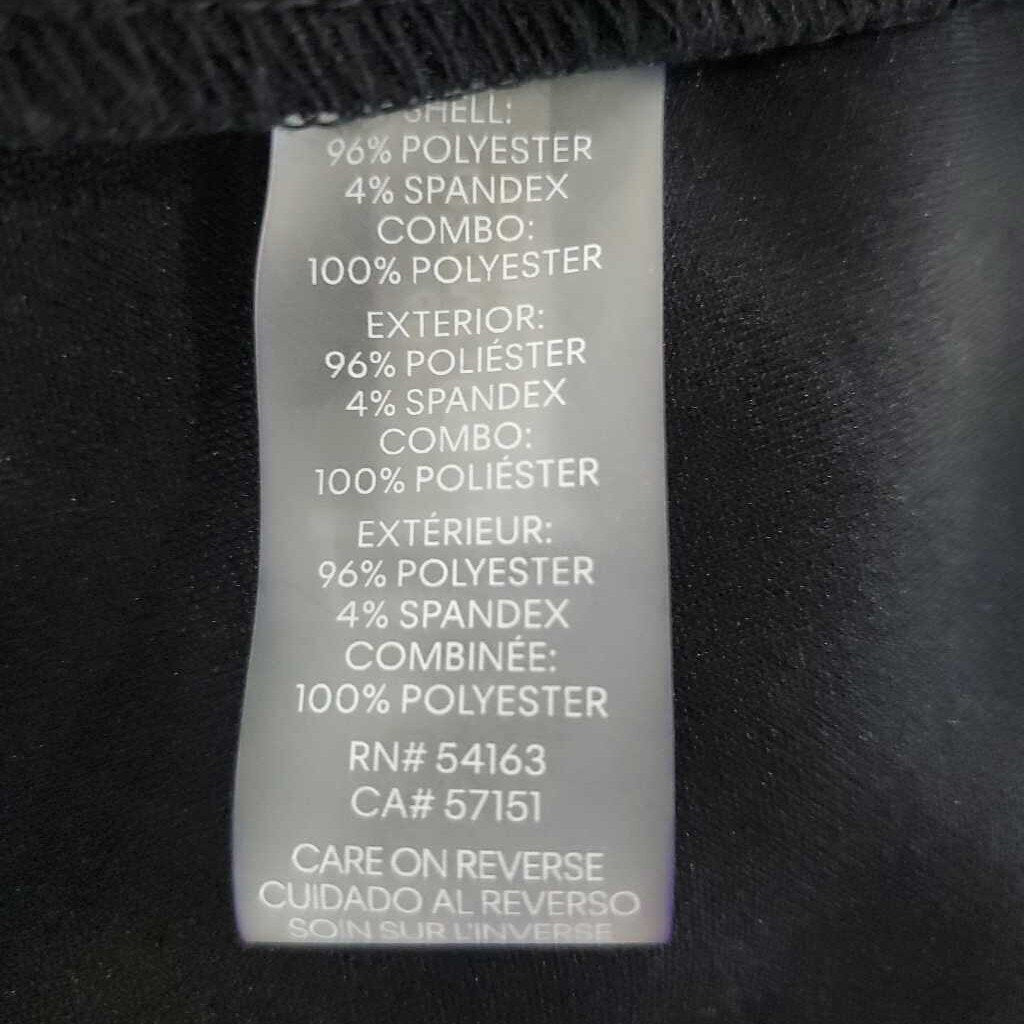 SHELL:
96% POLYESTER
4% SPANDEX
COMBO:
100% POLYESTER
EXTERIOR:
96% POLIÉSTER
4% SPANDEX
COMBO:
100% POLIÉSTER
EXTÉRIEUR:
96% POLYESTER
4% SPANDEX
COMBINÉE:
100% POLYESTER
RN# 54163
CA# 57151
CARE ON REVERSE
CUIDADO AL REVERSO
SOIN SUR L'INVERSE